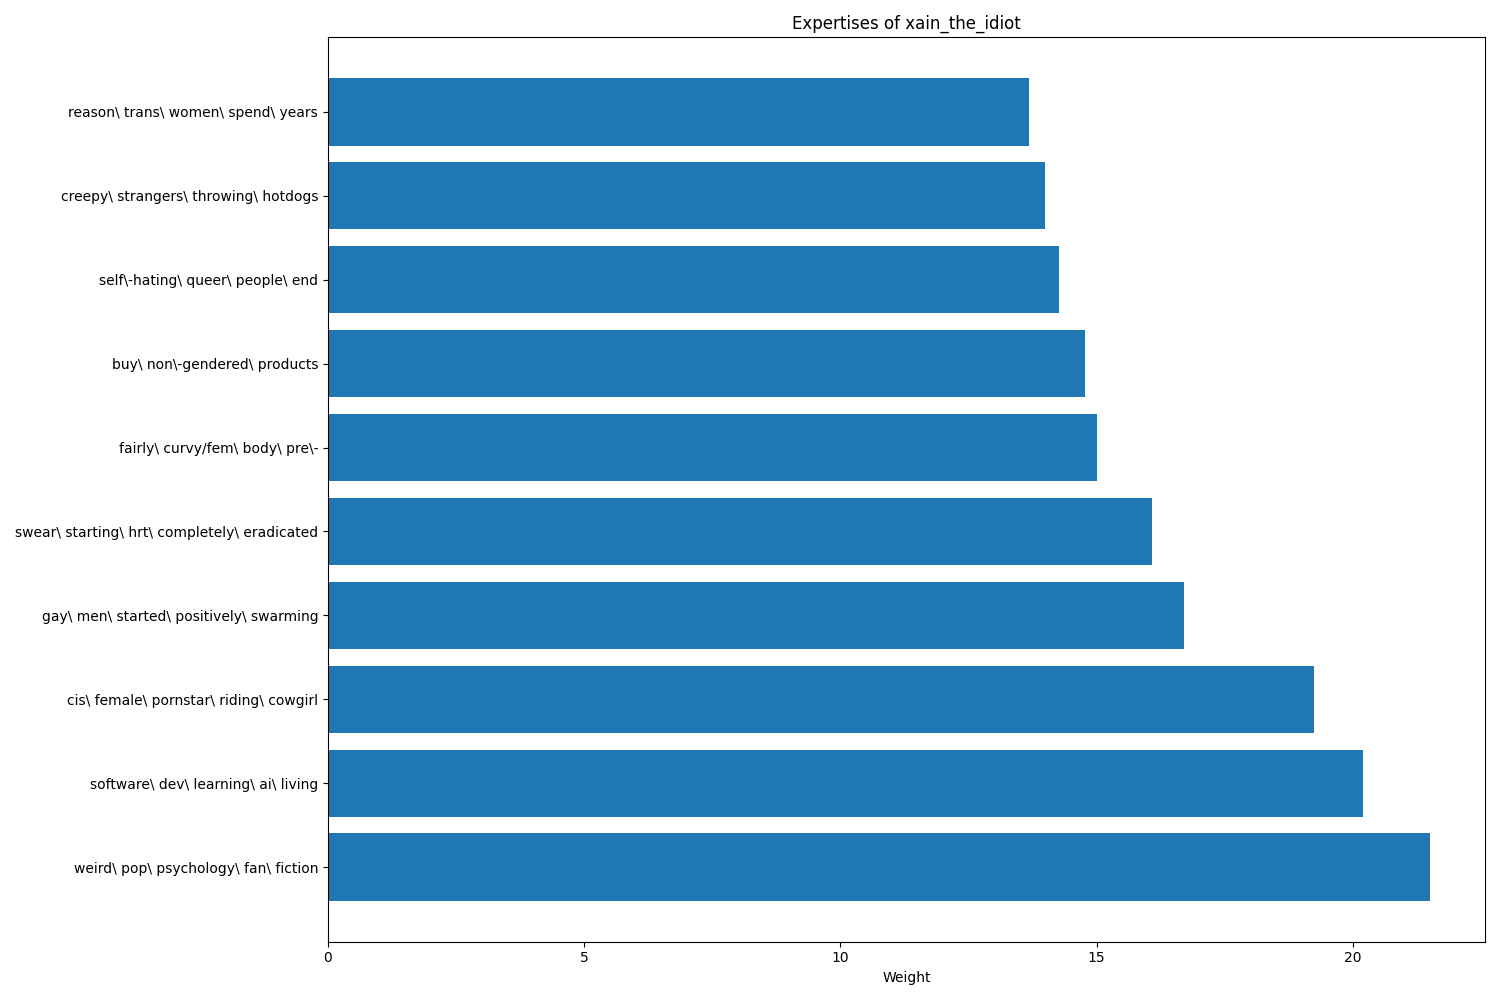 Expertises of xain_the_idiot
reason\ trans\ women\ spend\ years
creepy\ strangers\ throwing\ hotdogs
self\-hating\ queer\ people\ end
buy\ non\-gendered\ products
fairly\ curvy/fem\ body\ pre\-
swear\ starting\ hrt\ completely\ eradicated
gay\ men\ started\ positively\ swarming
cis\ female\ pornstar\ riding\ cowgirl
software\ dev\ learning\ ai\ living
weird\ pop\ psychology\ fan\ fiction
0 5 10 15 20
Weight